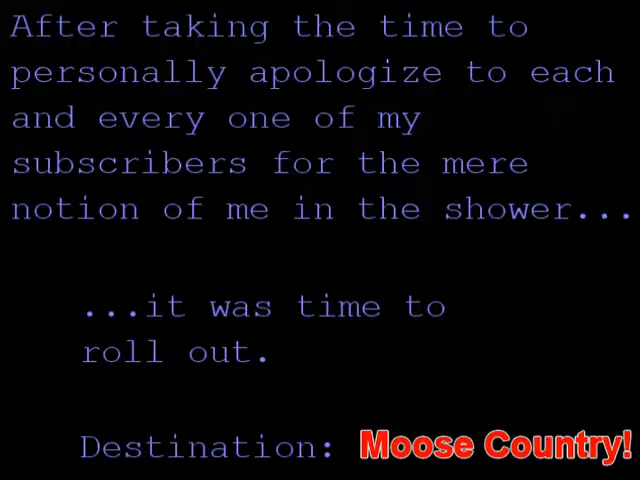 After taking the time to
personally apologize to each
and every one of my
subscribers for the mere
notion of me in the shower...
...it was time to
roll out.
Destination: Moose Country!